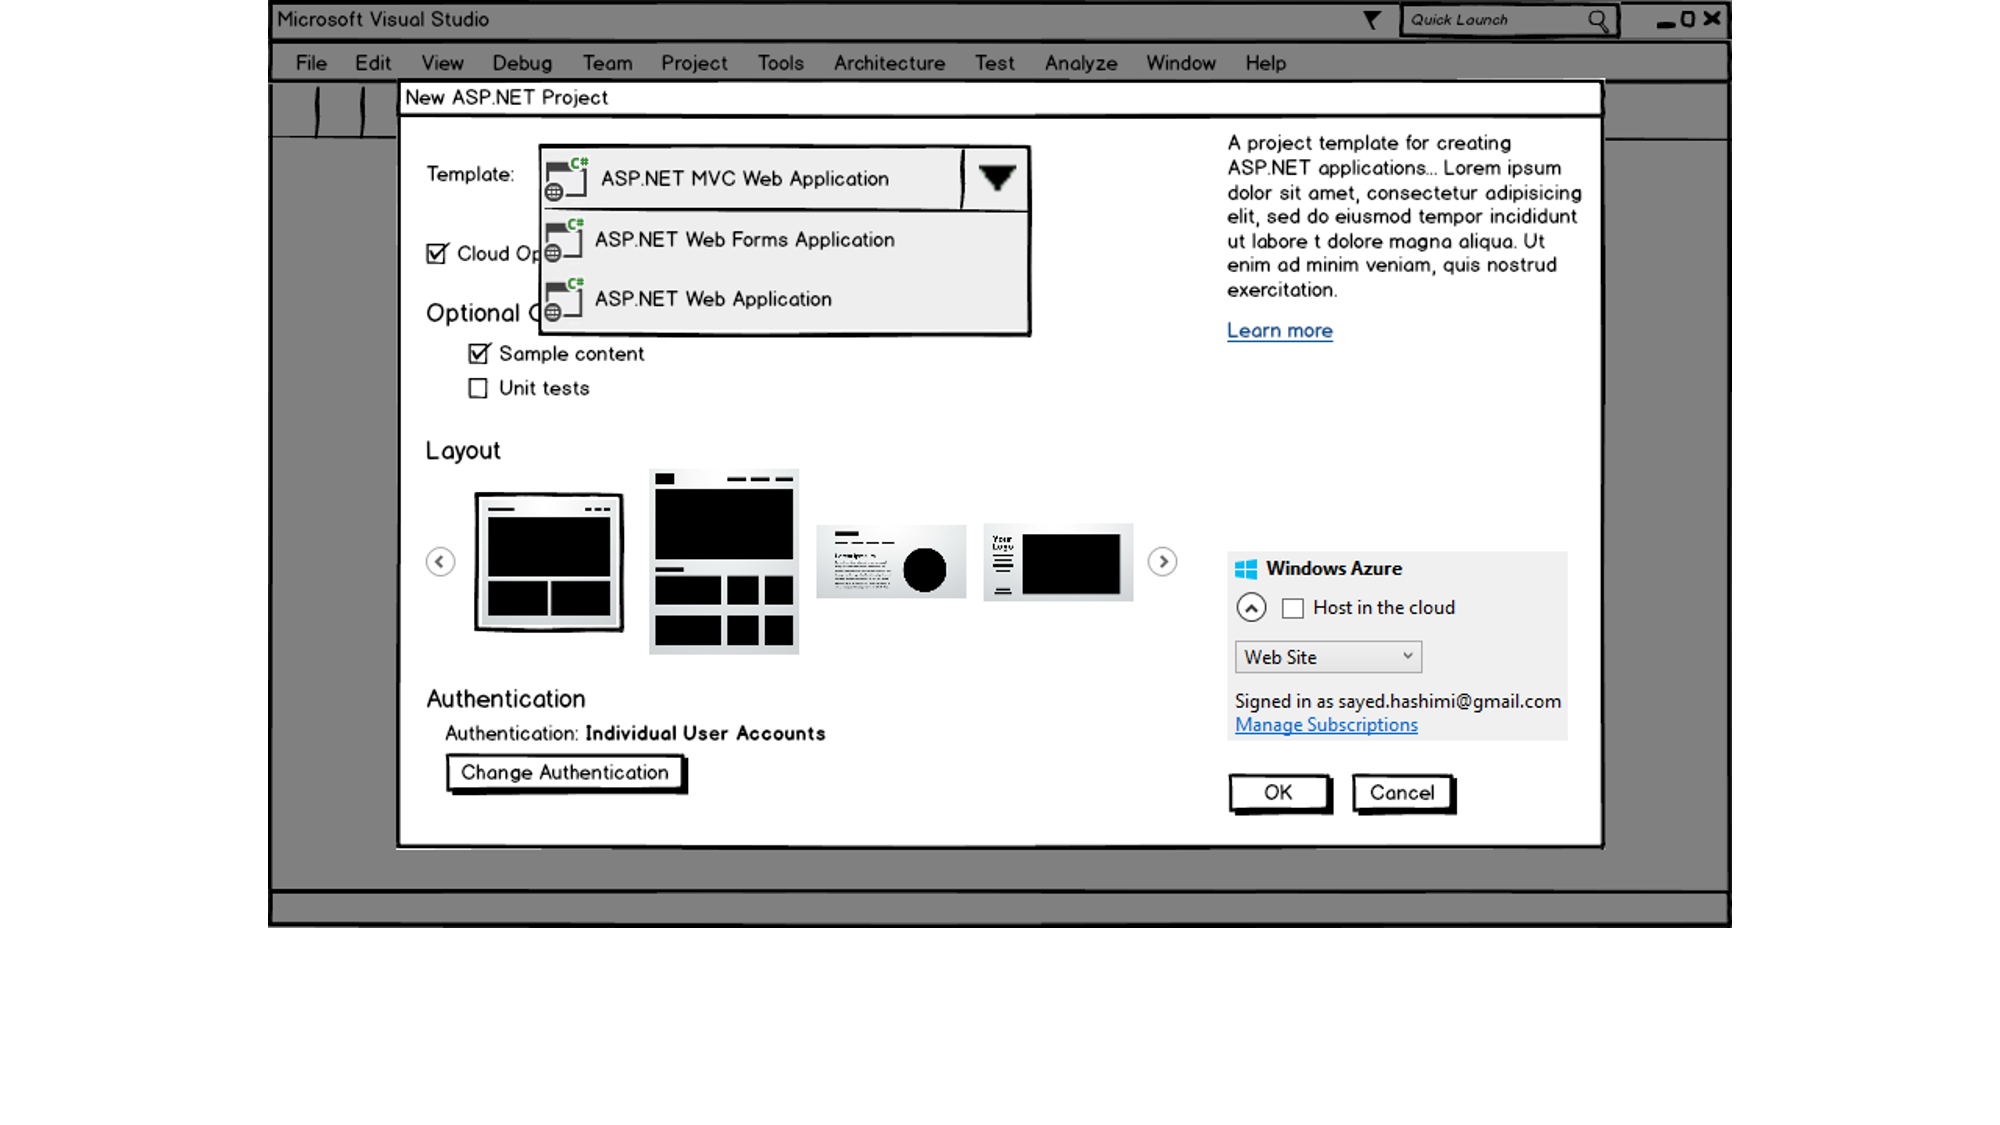 Microsoft Visual Studio
Quick Launch
File Edit View Debug Team Project Tools Architecture Test Analyze Window Help
New ASP.NET Project
Template:
C#
ASP.NET MVC Web Application
C#
ASP.NET Web Forms Application
C#
ASP.NET Web Application
Cloud Op
Optional
Sample content
Unit tests
Layout
Your
Logo
Authentication
Authentication: Individual User Accounts
Change Authentication
A project template for creating
ASP.NET applications... Lorem ipsum
dolor sit amet, consectetur adipisicing
elit, sed do eiusmod tempor incididunt
ut labore t dolore magna aliqua. Ut
enim ad minim veniam, quis nostrud
exercitation.
Learn more
Windows Azure
Host in the cloud
Web Site
Signed in as sayed.hashimi@gmail.com
Manage Subscriptions
OK
Cancel